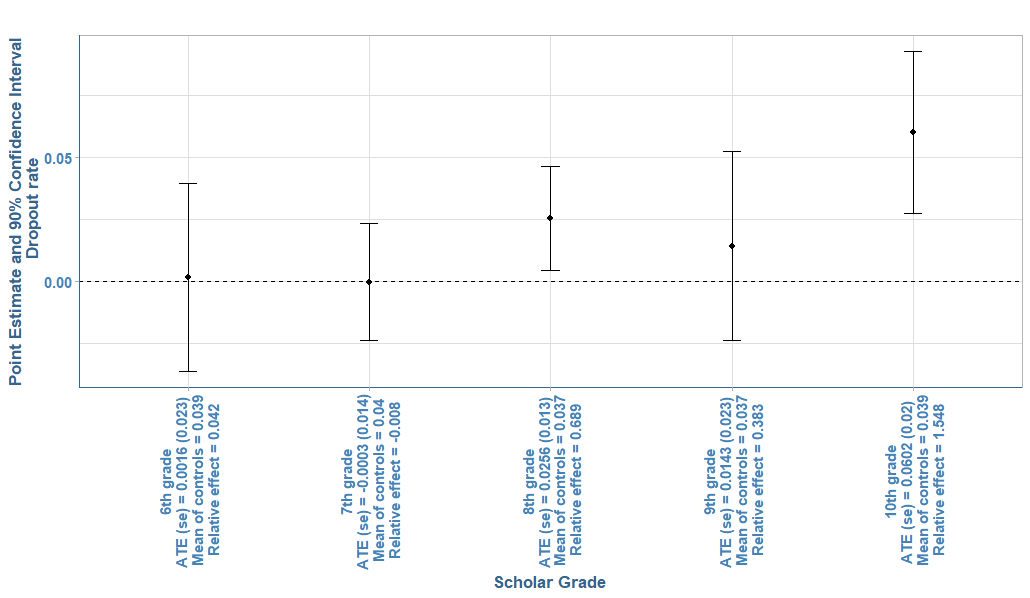 Point Estimate and 90% Confidence Interval
Dropout rate
0.05
0.00
6th grade
ATE (se) = 0.0016 (0.023)
Mean of controls = 0.039
Relative effect = 0.042
7th grade
ATE (se) = -0.0003 (0.014)
Mean of controls = 0.04
Relative effect = -0.008
8th grade
ATE (se) = 0.0256 (0.013)
Mean of controls = 0.037
Relative effect = 0.689
9th grade
ATE (se) = 0.0143 (0.023)
Mean of controls = 0.037
Relative effect = 0.383
10th grade
ATE (se) = 0.0602 (0.02)
Mean of controls = 0.039
Relative effect = 1.548
Scholar Grade